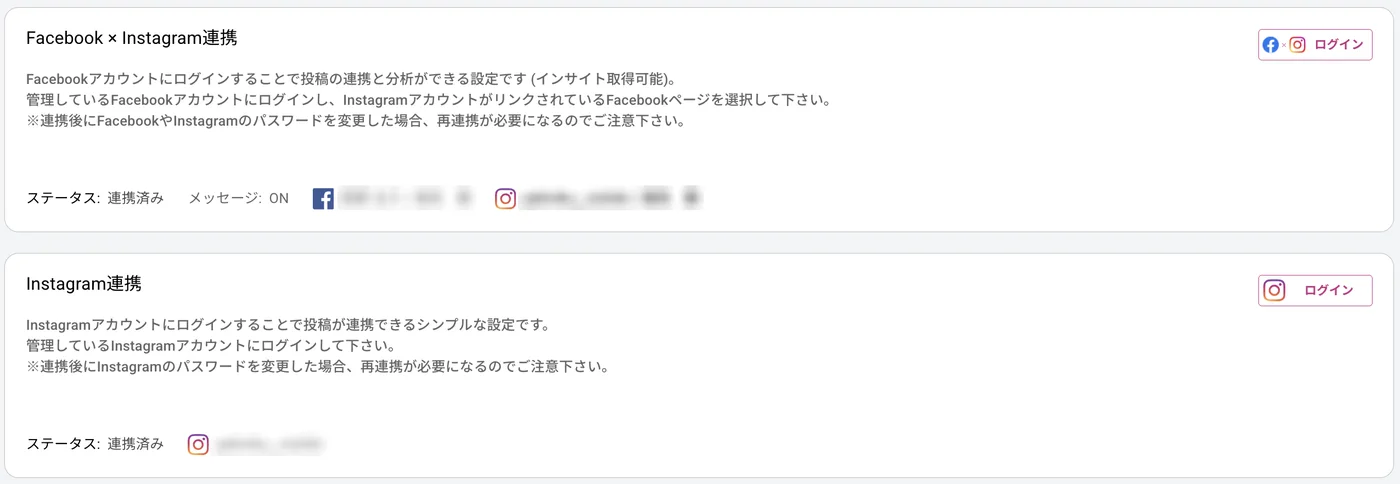 Facebook × Instagram連携
× ログイン
Facebookアカウントにログインすることで投稿の連携と分析ができる設定です (インサイト取得可能)。
管理しているFacebookアカウントにログインし、InstagramアカウントがリンクされているFacebookページを選択して下さい。
※連携後にFacebookやInstagramのパスワードを変更した場合、再連携が必要になるのでご注意下さい。
ステータス: 連携済み メッセージ: ON
Instagram連携
ログイン
Instagramアカウントにログインすることで投稿が連携できるシンプルな設定です。
管理しているInstagramアカウントにログインして下さい。
※連携後にInstagramのパスワードを変更した場合、再連携が必要になるのでご注意下さい。
ステータス: 連携済み